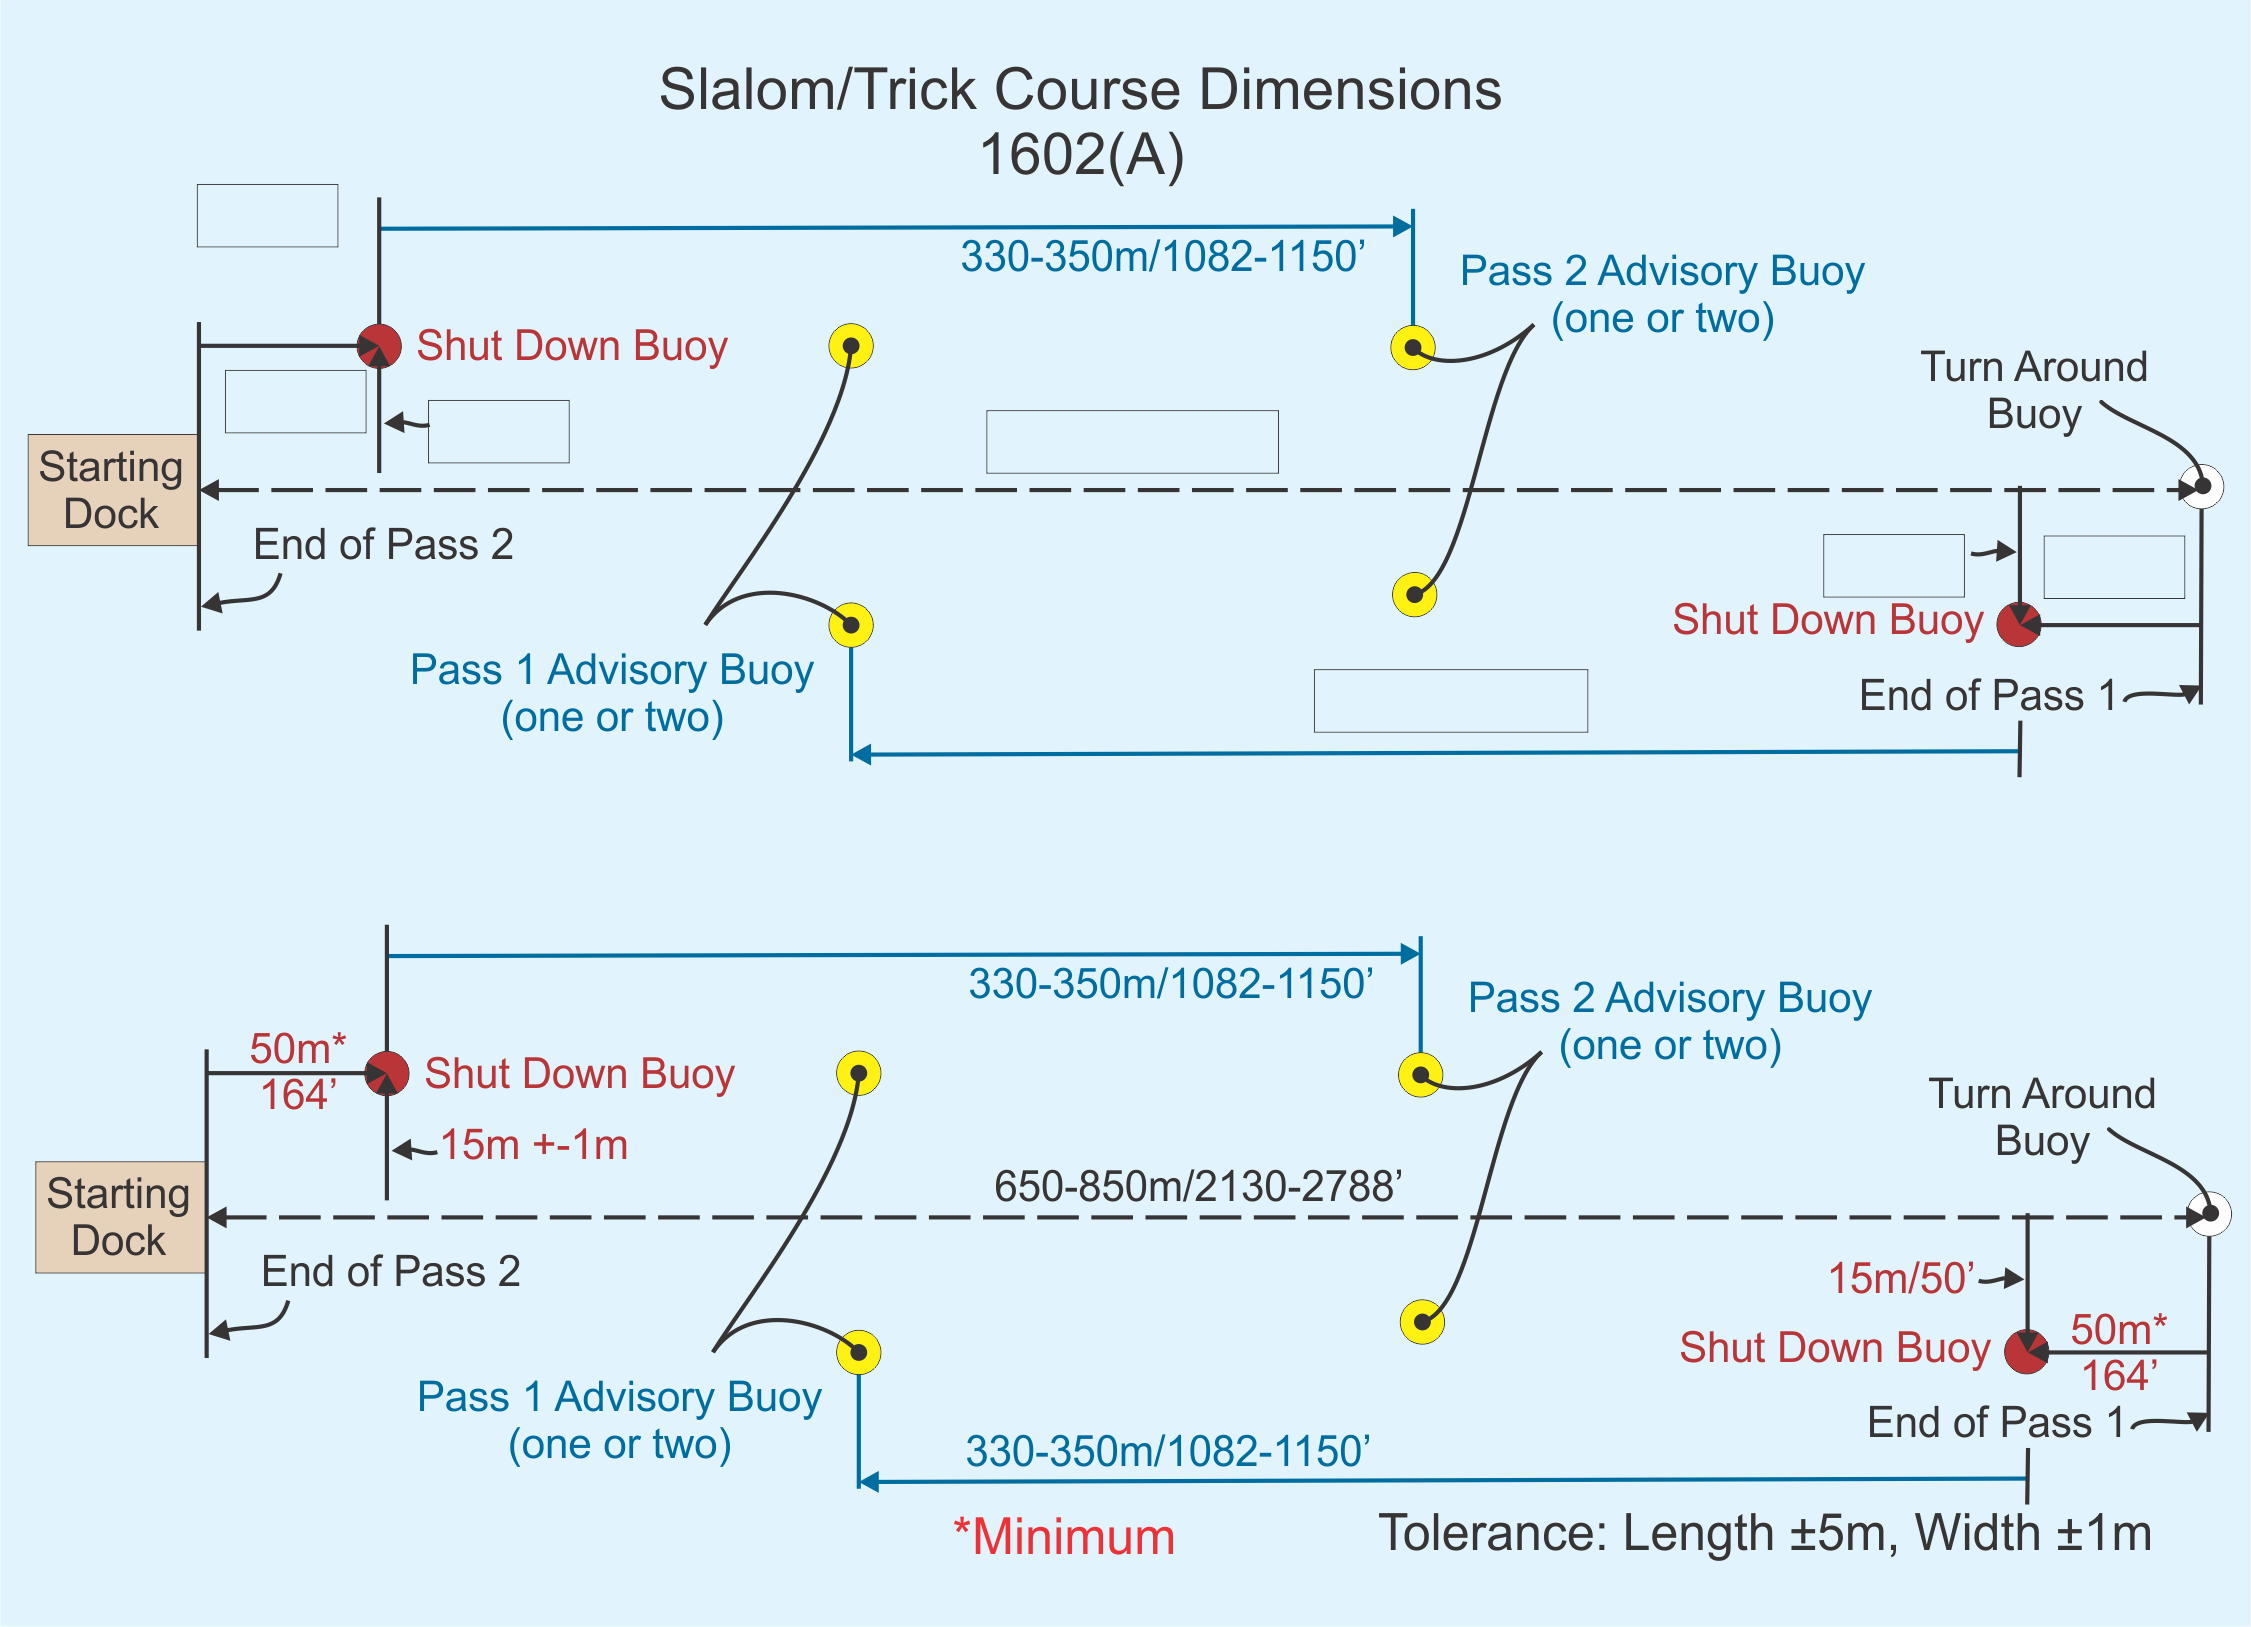 Slalom/Trick Course Dimensions
1602(A)
330-350m/1082-1150’
Pass 2 Advisory Buoy
(one or two)
Shut Down Buoy
Turn Around
Buoy
Starting
Dock
End of Pass 2
Shut Down Buoy
Pass 1 Advisory Buoy
(one or two)
End of Pass 1
330-350m/1082-1150’
Pass 2 Advisory Buoy
(one or two)
50m*
164’
Shut Down Buoy
Turn Around
Buoy
15m +-1m
650-850m/2130-2788’
Starting
Dock
End of Pass 2
15m/50’
Shut Down Buoy
50m*
164’
Pass 1 Advisory Buoy
(one or two)
End of Pass 1
330-350m/1082-1150’
*Minimum
Tolerance: Length ±5m, Width ±1m